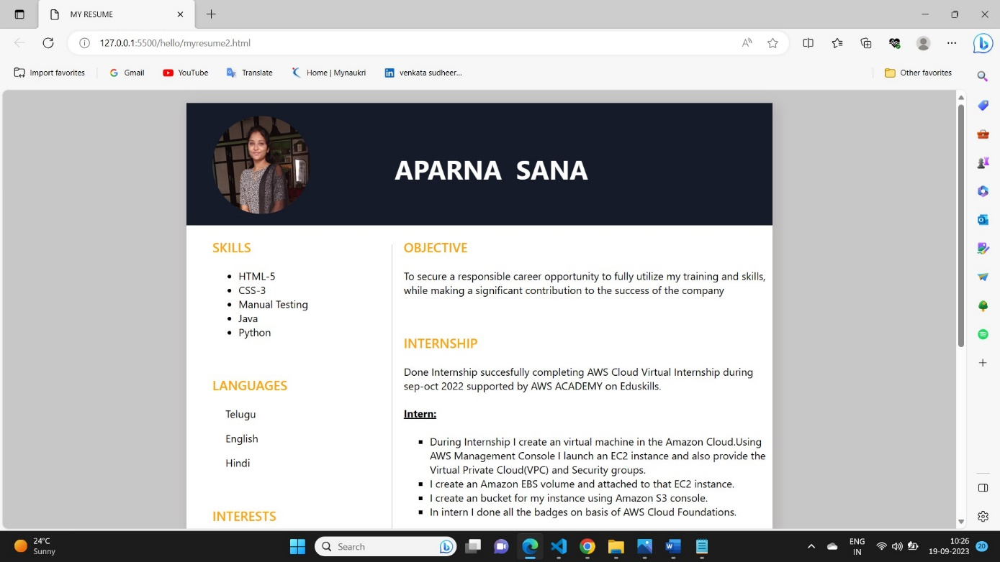 MY RESUME
127.0.0.1:5500/hello/myresume2.html
Import favorites
Gmail
YouTube
Translate
Home | Mynaukri
venkata sudheer...
Other favorites
APARNA SANA
SKILLS
HTML-5
CSS-3
Manual Testing
Java
Python
LANGUAGES
Telugu
English
Hindi
INTERESTS
OBJECTIVE
To secure a responsible career opportunity to fully utilize my training and skills,
while making a significant contribution to the success of the company
INTERNSHIP
Done Internship succesfully completing AWS Cloud Virtual Internship during
sep-oct 2022 supported by AWS ACADEMY on Eduskills.
Intern:
During Internship I create an virtual machine in the Amazon Cloud.Using
AWS Management Console I launch an EC2 instance and also provide the
Virtual Private Cloud(VPC) and Security groups.
I create an Amazon EBS volume and attached to that EC2 instance.
I create an bucket for my instance using Amazon S3 console.
In intern I done all the badges on basis of AWS Cloud Foundations.
24°C
Sunny
Search
ENG
IN
10:26
19-09-2023
20